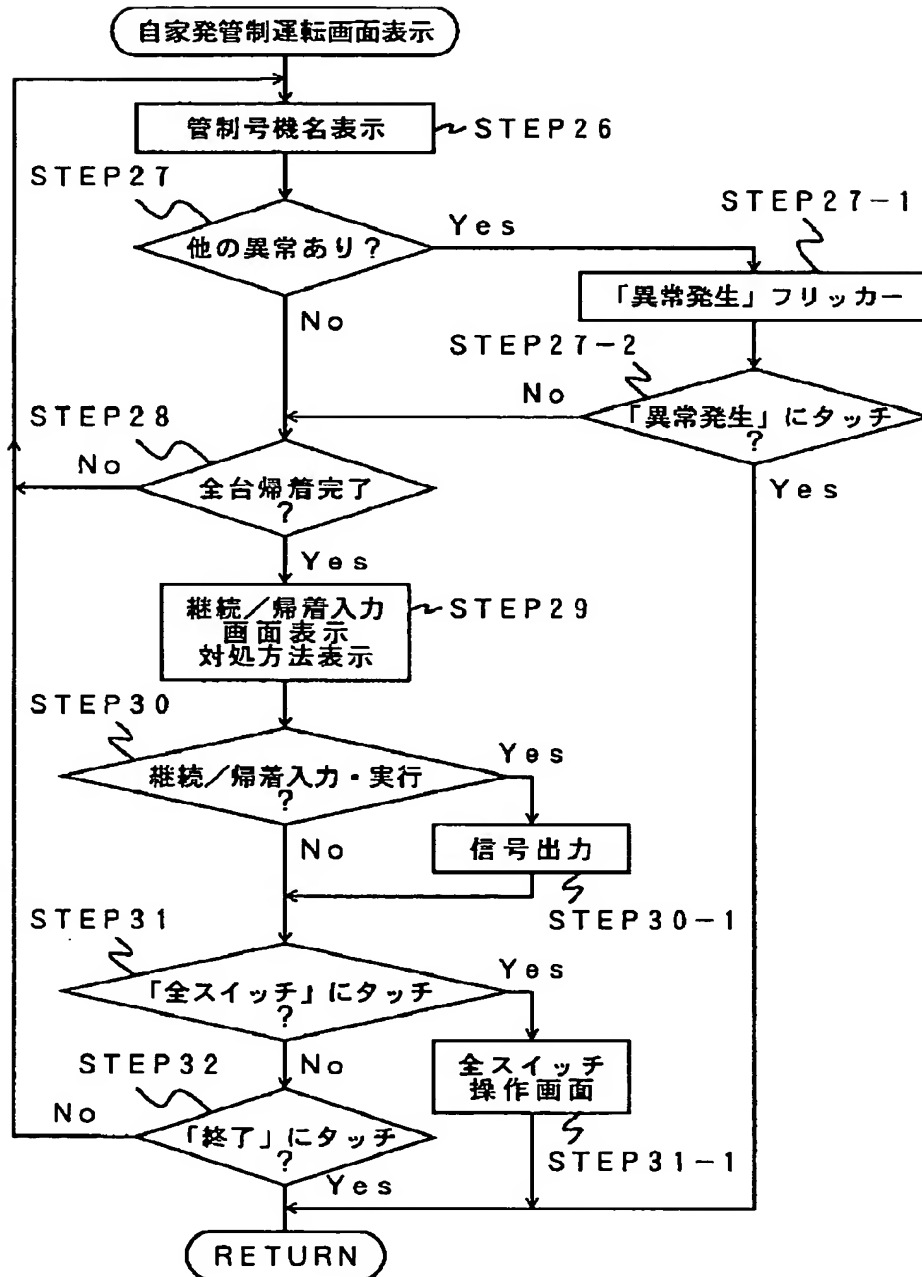 自家発管制運転画面表示
管制号機名表示
STEP26
STEP27
他の異常あり?
Yes
STEP27-1
「異常発生」フリッカー
No
STEP27-2
「異常発生」にタッチ
?
No
Yes
STEP28
全台帰着完了
?
No
Yes
継続/帰着入力
画面表示
対処方法表示
STEP29
STEP30
継続/帰着入力・実行
?
Yes
No
信号出力
STEP30-1
STEP31
「全スイッチ」にタッチ
?
Yes
No
全スイッチ
操作画面
STEP31-1
STEP32
「終了」にタッチ
?
No
Yes
RETURN